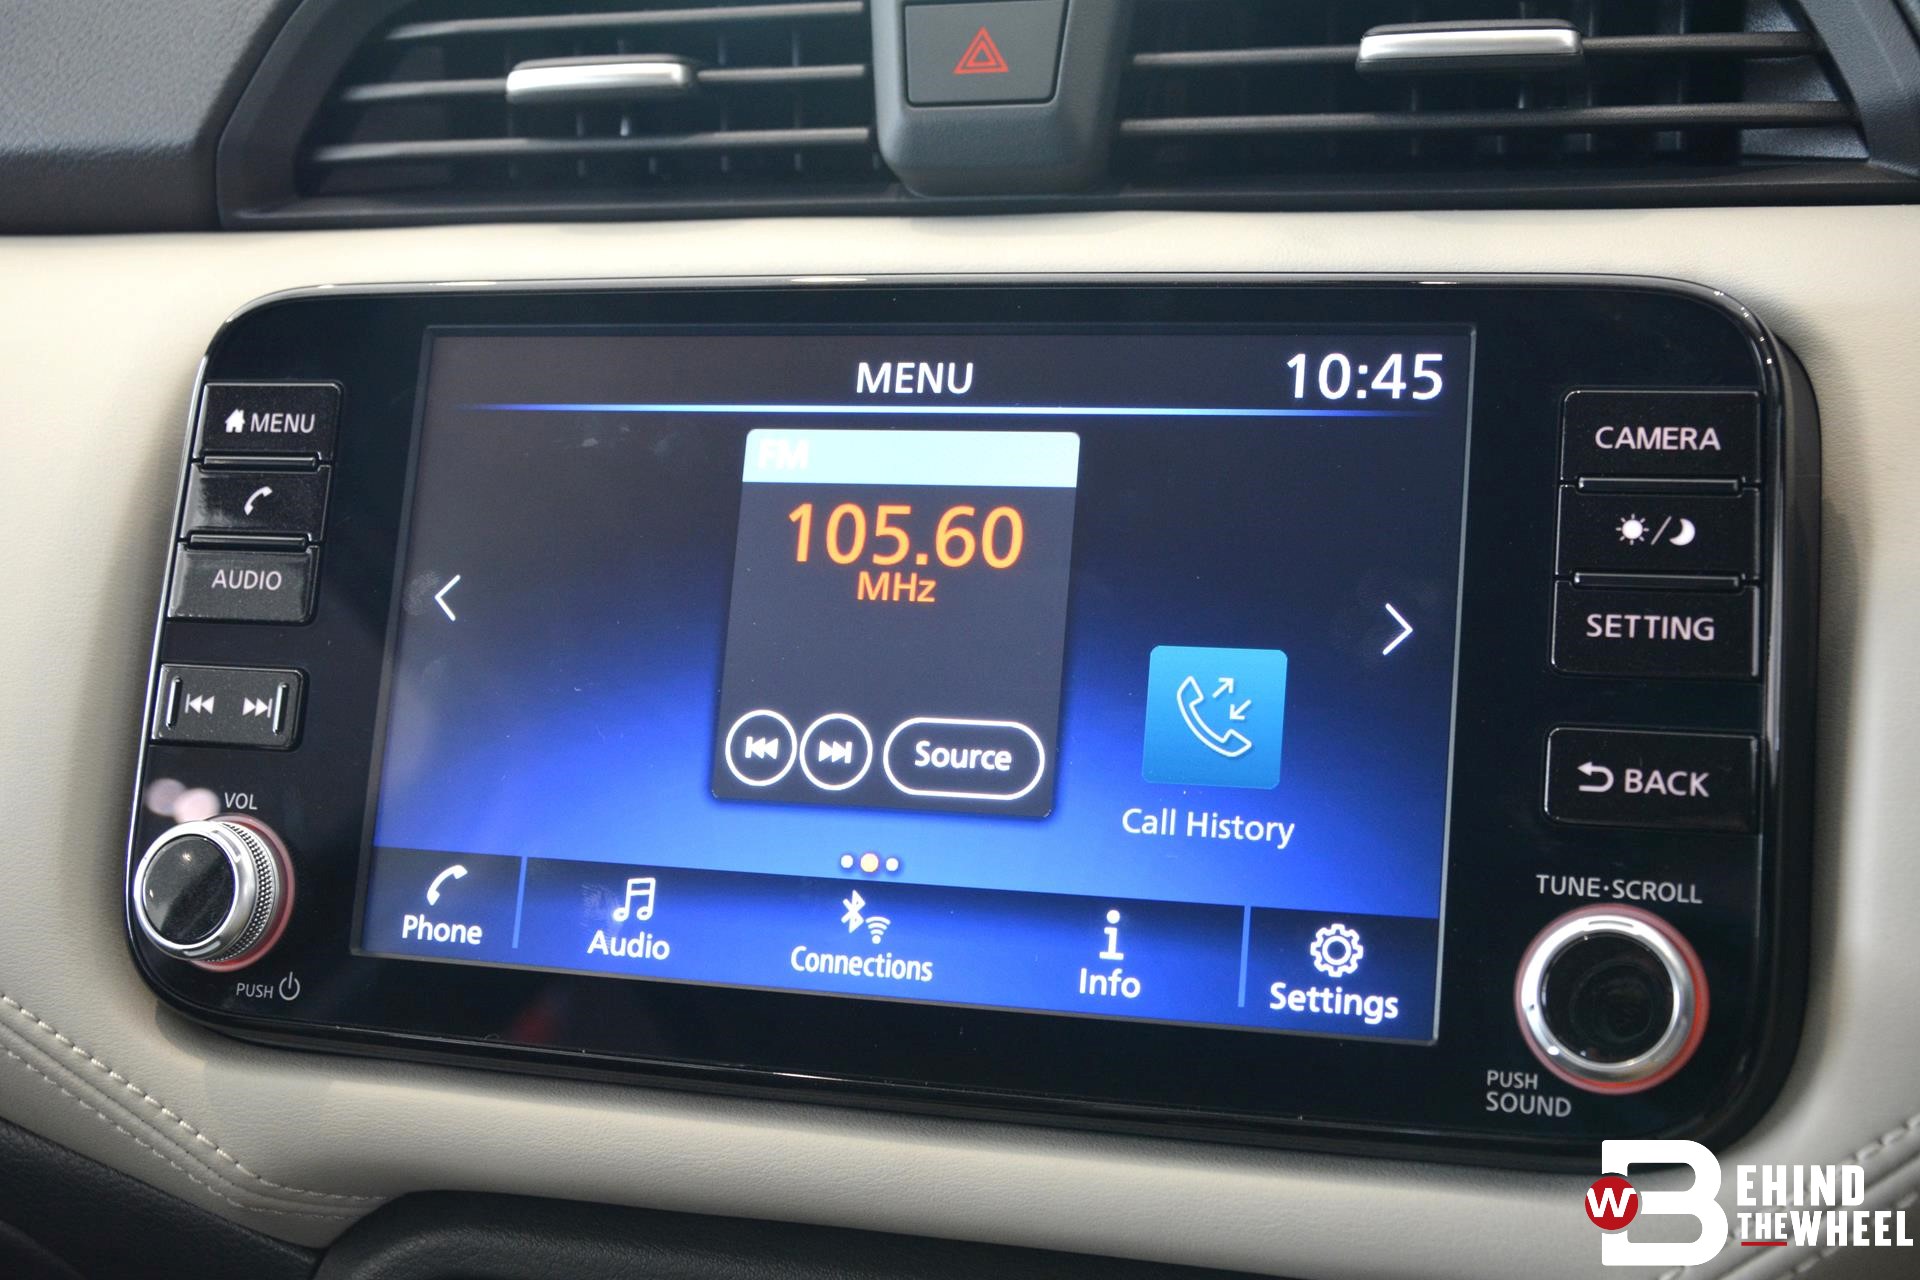 MENU
10:45
MENU
CAMERA
FM
105.60
MHz
AUDIO
SETTING
Source
BACK
VOL
Call History
TUNE·SCROLL
Phone
Audio
Connections
Info
Settings
PUSH
PUSH
SOUND
BW
EHIND
THEWHEEL